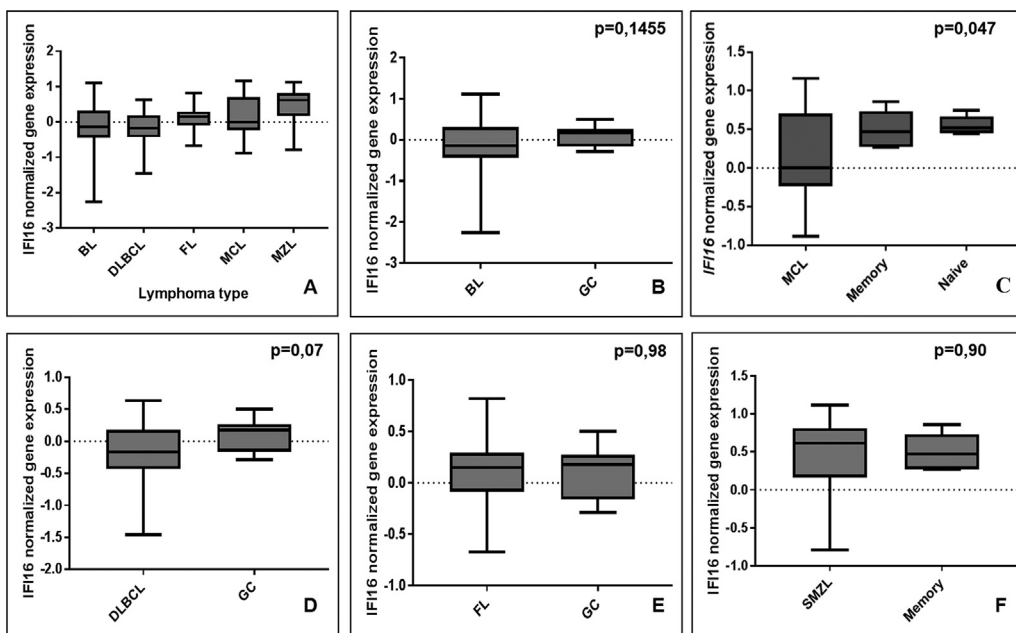 IFI16 normalized gene expression
2
1
0
-1
-2
-3
BL
DLBCL
FL
MCL
MZL
Lymphoma type
A
p=0,1455
IFI16 normalized gene expression
3
2
1
0
-1
-2
-3
BL
GC
B
p=0,047
IFI16 normalized gene expression
1.5
1.0
0.5
0.0
-0.5
-1.0
MCL
Memory
Naive
C
p=0,07
IFI16 normalized gene expression
1.0
0.5
0.0
-0.5
-1.0
-1.5
-2.0
DLBCL
GC
D
p=0,98
IFI16 normalized gene expression
1.0
0.5
0.0
-0.5
-1.0
FL
GC
E
p=0,90
IFI16 normalized gene expression
1.5
1.0
0.5
0.0
-0.5
-1.0
SMZL
Memory
F